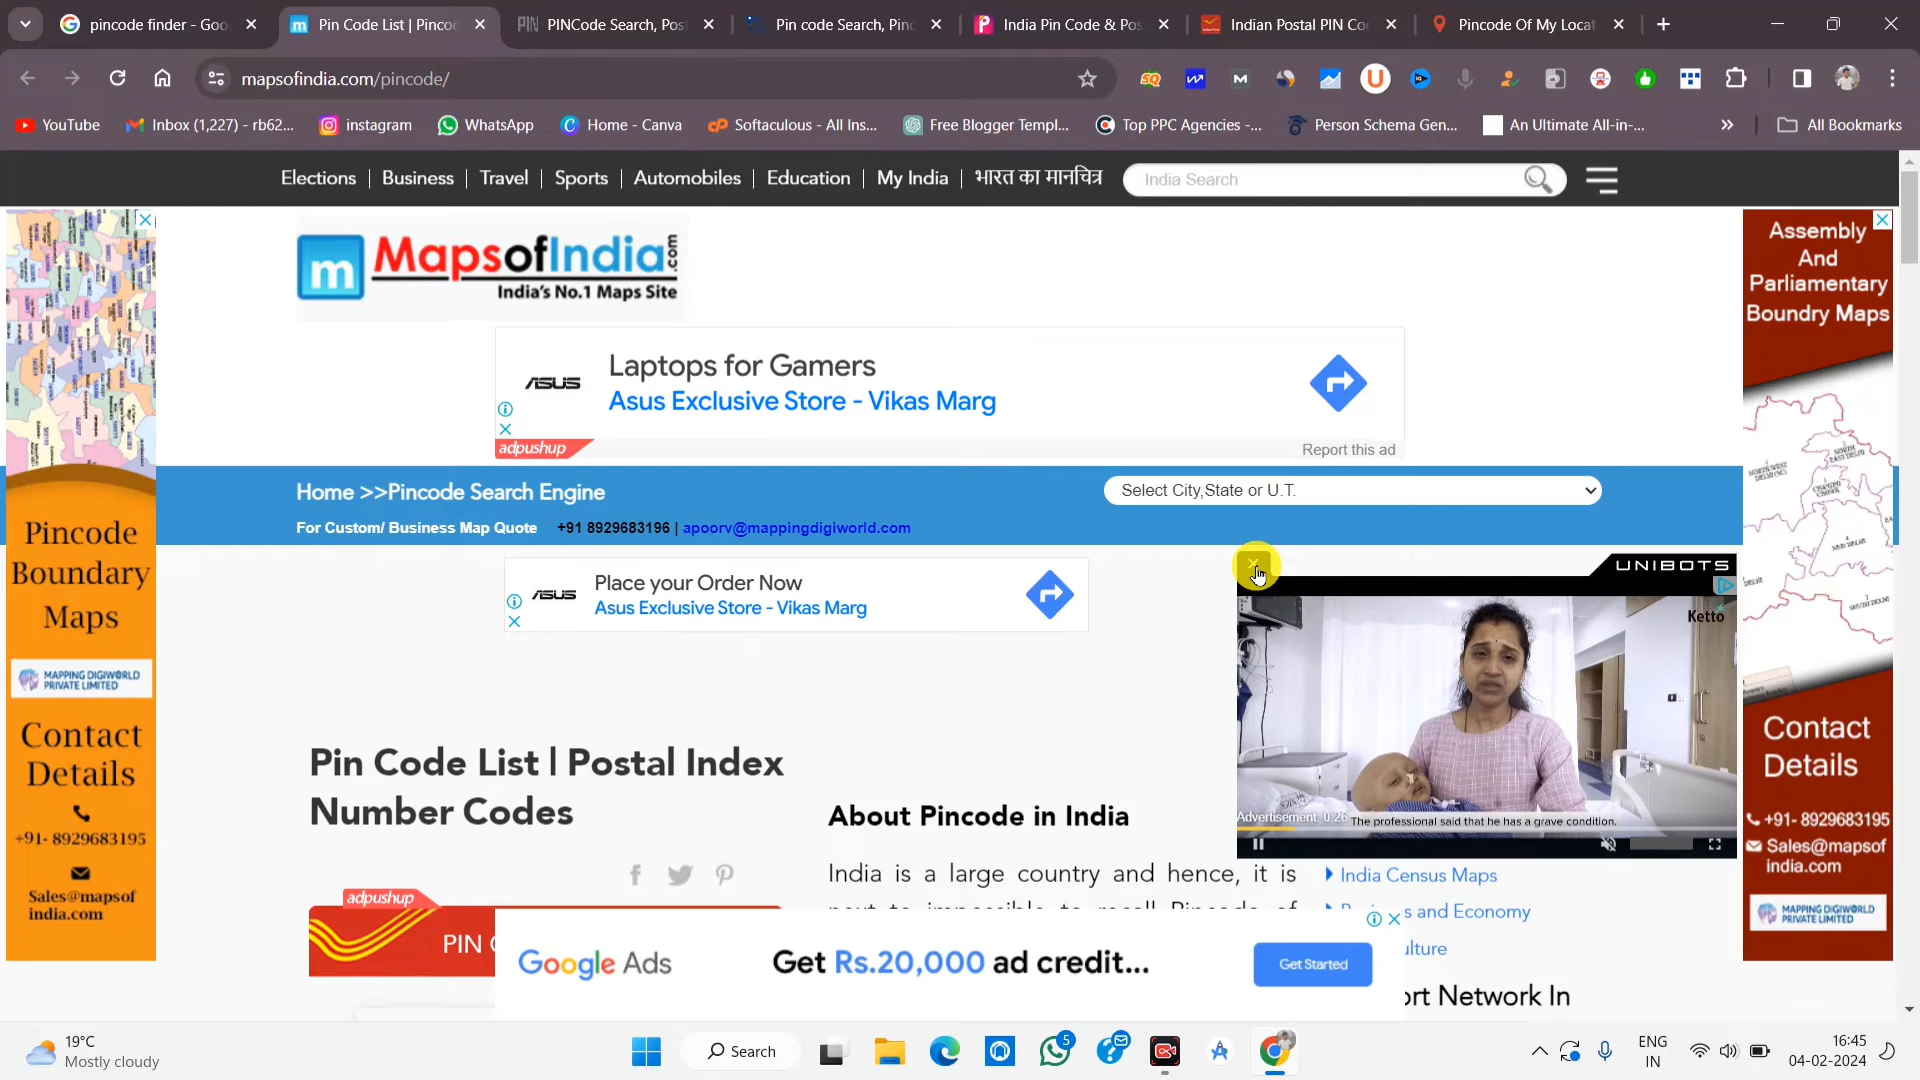 pincode finder - Goo
Pin Code List | Pincod
PINCode Search, Post
Pin code Search, Pinc
India Pin Code & Pos
Indian Postal PIN Co
Pincode Of My Locat
mapsofindia.com/pincode/
YouTube
Inbox (1,227) - rb62...
instagram
WhatsApp
Home - Canva
Softaculous - All Ins...
Free Blogger Templ...
Top PPC Agencies -...
Person Schema Gen...
An Ultimate All-in-...
All Bookmarks
Elections | Business | Travel | Sports | Automobiles | Education | My India | भारत का मानचित्र
India Search
m MapsofIndia.com
India's No.1 Maps Site
ASUS
Laptops for Gamers
Asus Exclusive Store - Vikas Marg
adpushup
Report this ad
Home >>Pincode Search Engine
Select City,State or U.T.
For Custom/ Business Map Quote +91 8929683196 | apoorv@mappingdigiworld.com
ASUS
Place your Order Now
Asus Exclusive Store - Vikas Marg
UNIBOTS
Ketto
Advertisement: 0:26
The professional said that he has a grave condition.
Pin Code List | Postal Index
Number Codes
adpushup
PIN C
About Pincode in India
India is a large country and hence, it is
India Census Maps
and Economy
ulture
ort Network In
Google Ads
Get Rs.20,000 ad credit...
Get Started
Pincode
Boundary
Maps
MAPPING DIGIWORLD
PRIVATE LIMITED
Contact
Details
+91- 8929683195
Sales@mapsof
india.com
Assembly
And
Parliamentary
Boundry Maps
Contact
Details
+91- 8929683195
Sales@mapsof
india.com
MAPPING DIGIWORLD
PRIVATE LIMITED
19°C
Mostly cloudy
Search
5
ENG
IN
16:45
04-02-2024